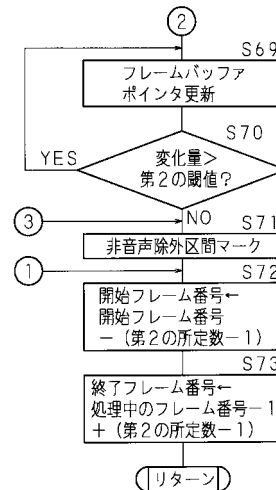 ②
S69
フレームバッファ
ポインタ更新
S70
YES
変化量>
第2の閾値?
NO
③
S71
非音声除外区間マーク
①
S72
開始フレーム番号←
開始フレーム番号
−(第2の所定数−1)
S73
終了フレーム番号←
処理中のフレーム番号−1
+(第2の所定数−1)
リターン